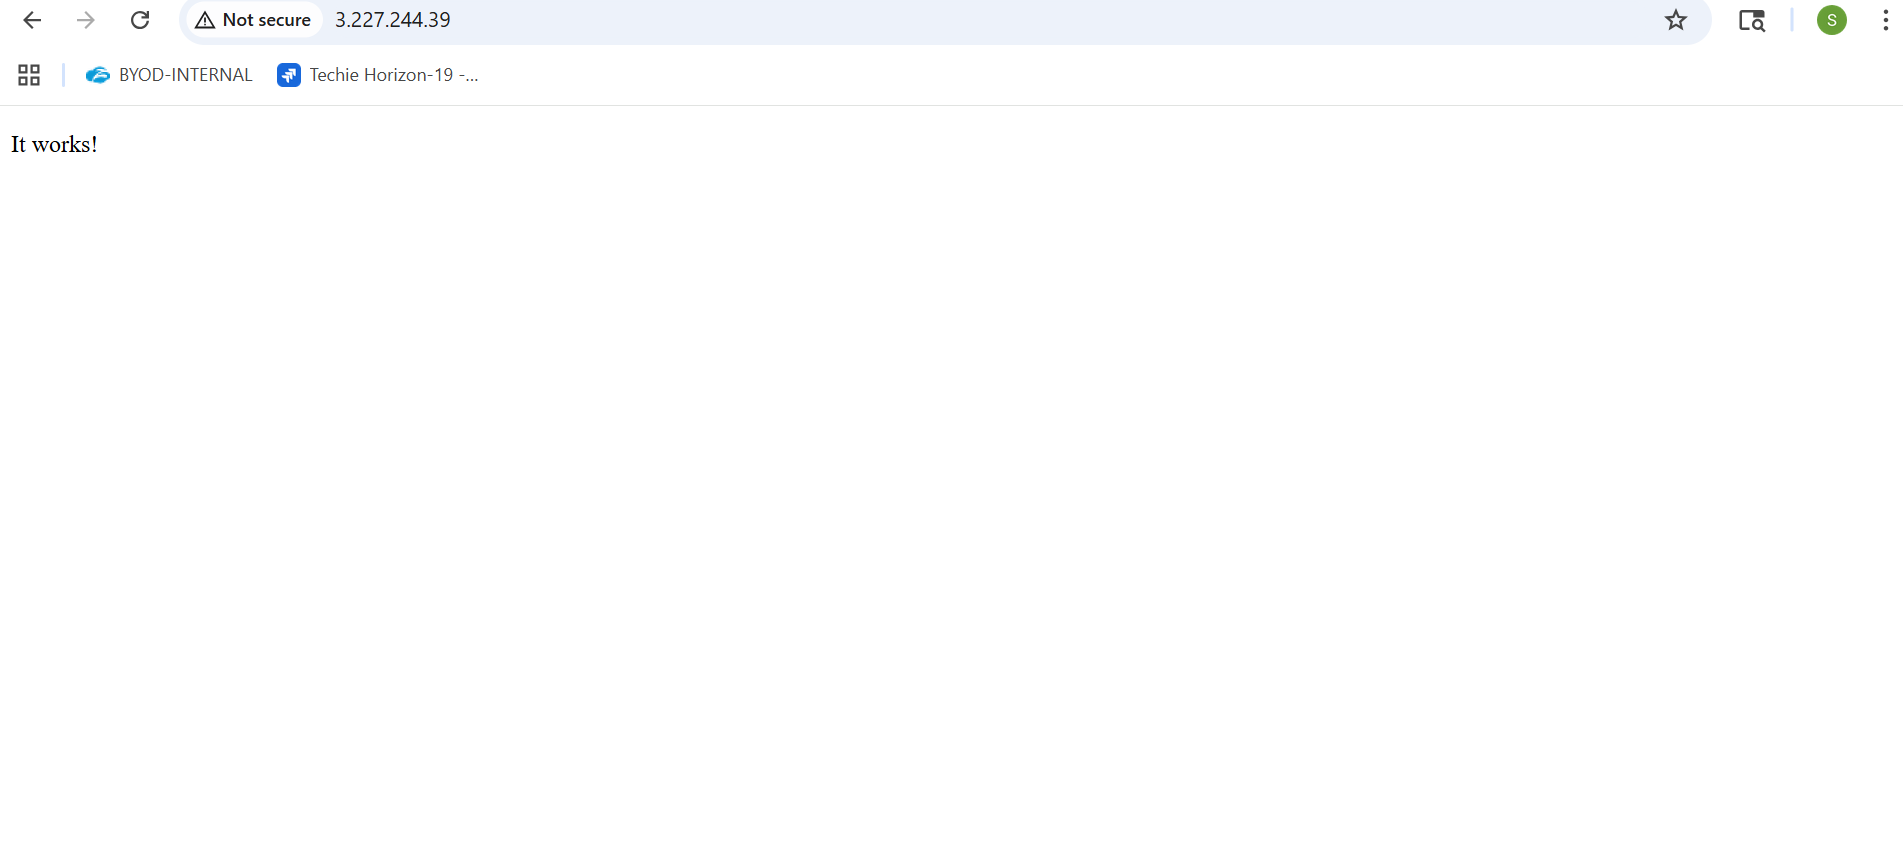 Not secure 3.227.244.39
S
BYOD-INTERNAL Techie Horizon-19 -...
It works!